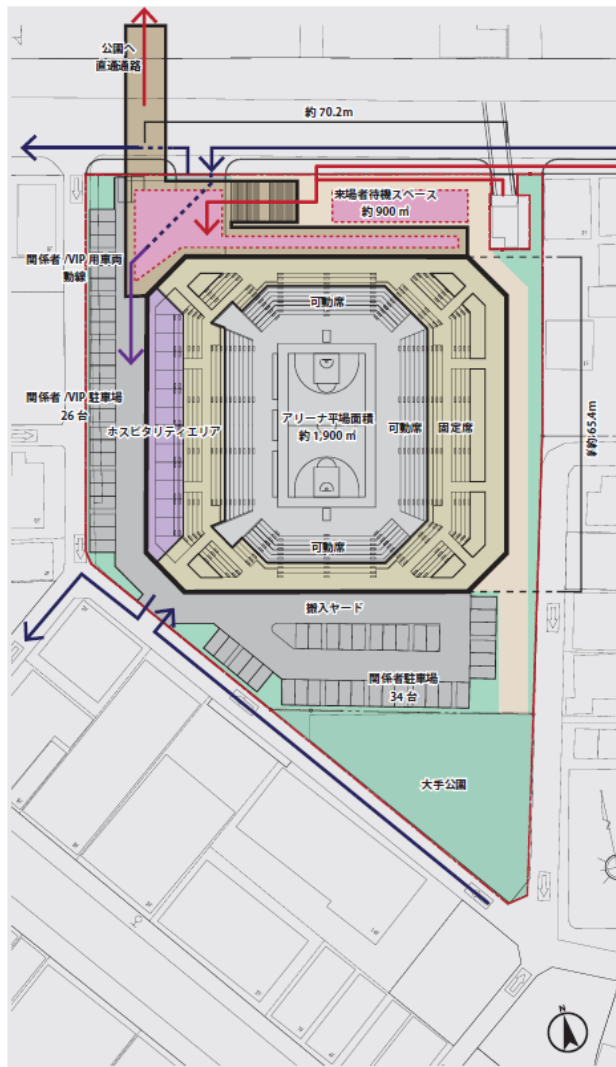 公園へ
直通通路
約 70.2m
来場者待機スペース
約 900 ㎡
関係者 /VIP 用車両
動線
可動席
関係者 /VIP 駐車場
26 台
ホスピタリティエリア
アリーナ平場面積
約 1,900 ㎡
可動席
固定席
可動席
搬入ヤード
関係者駐車場
34 台
大手公園
N